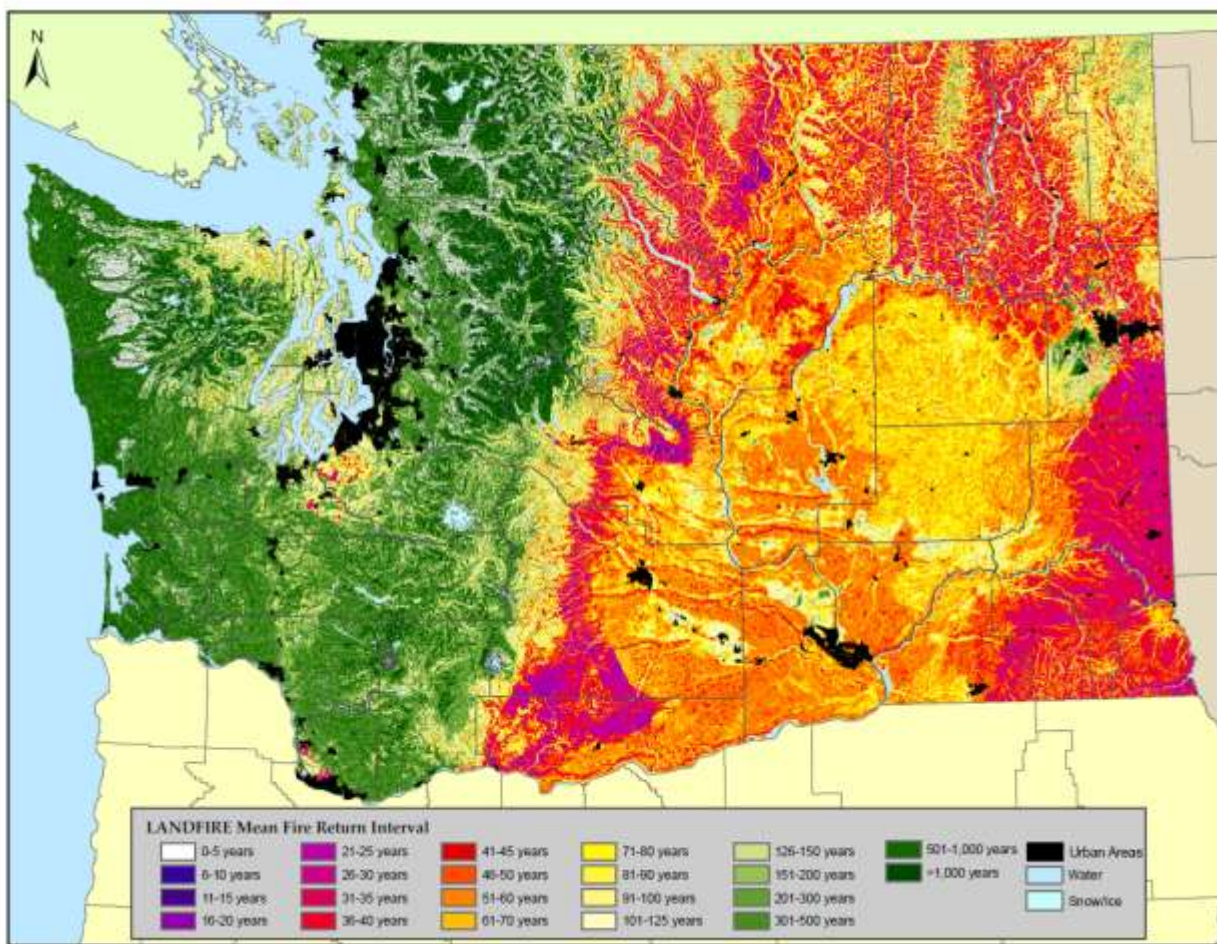 N
LANDFIRE Mean Fire Return Interval
0-5 years
6-10 years
11-15 years
16-20 years
21-25 years
26-30 years
31-35 years
36-40 years
41-45 years
46-50 years
51-60 years
61-70 years
71-80 years
81-90 years
91-100 years
101-125 years
126-150 years
151-200 years
201-300 years
301-500 years
501-1,000 years
>1,000 years
Urban Areas
Water
Snow/Ice